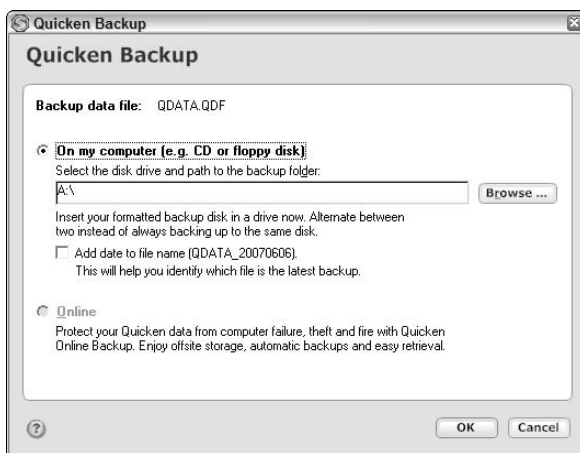 Quicken Backup
Quicken Backup
Backup data file: QDATA.QDF
On my computer (e.g. CD or floppy disk)
Select the disk drive and path to the backup folder:
A:\
Browse ...
Insert your formatted backup disk in a drive now. Alternate between
two instead of always backing up to the same disk.
Add date to file name (QDATA_20070606).
This will help you identify which file is the latest backup.
Online
Protect your Quicken data from computer failure, theft and fire with Quicken
Online Backup. Enjoy offsite storage, automatic backups and easy retrieval.
?
OK
Cancel